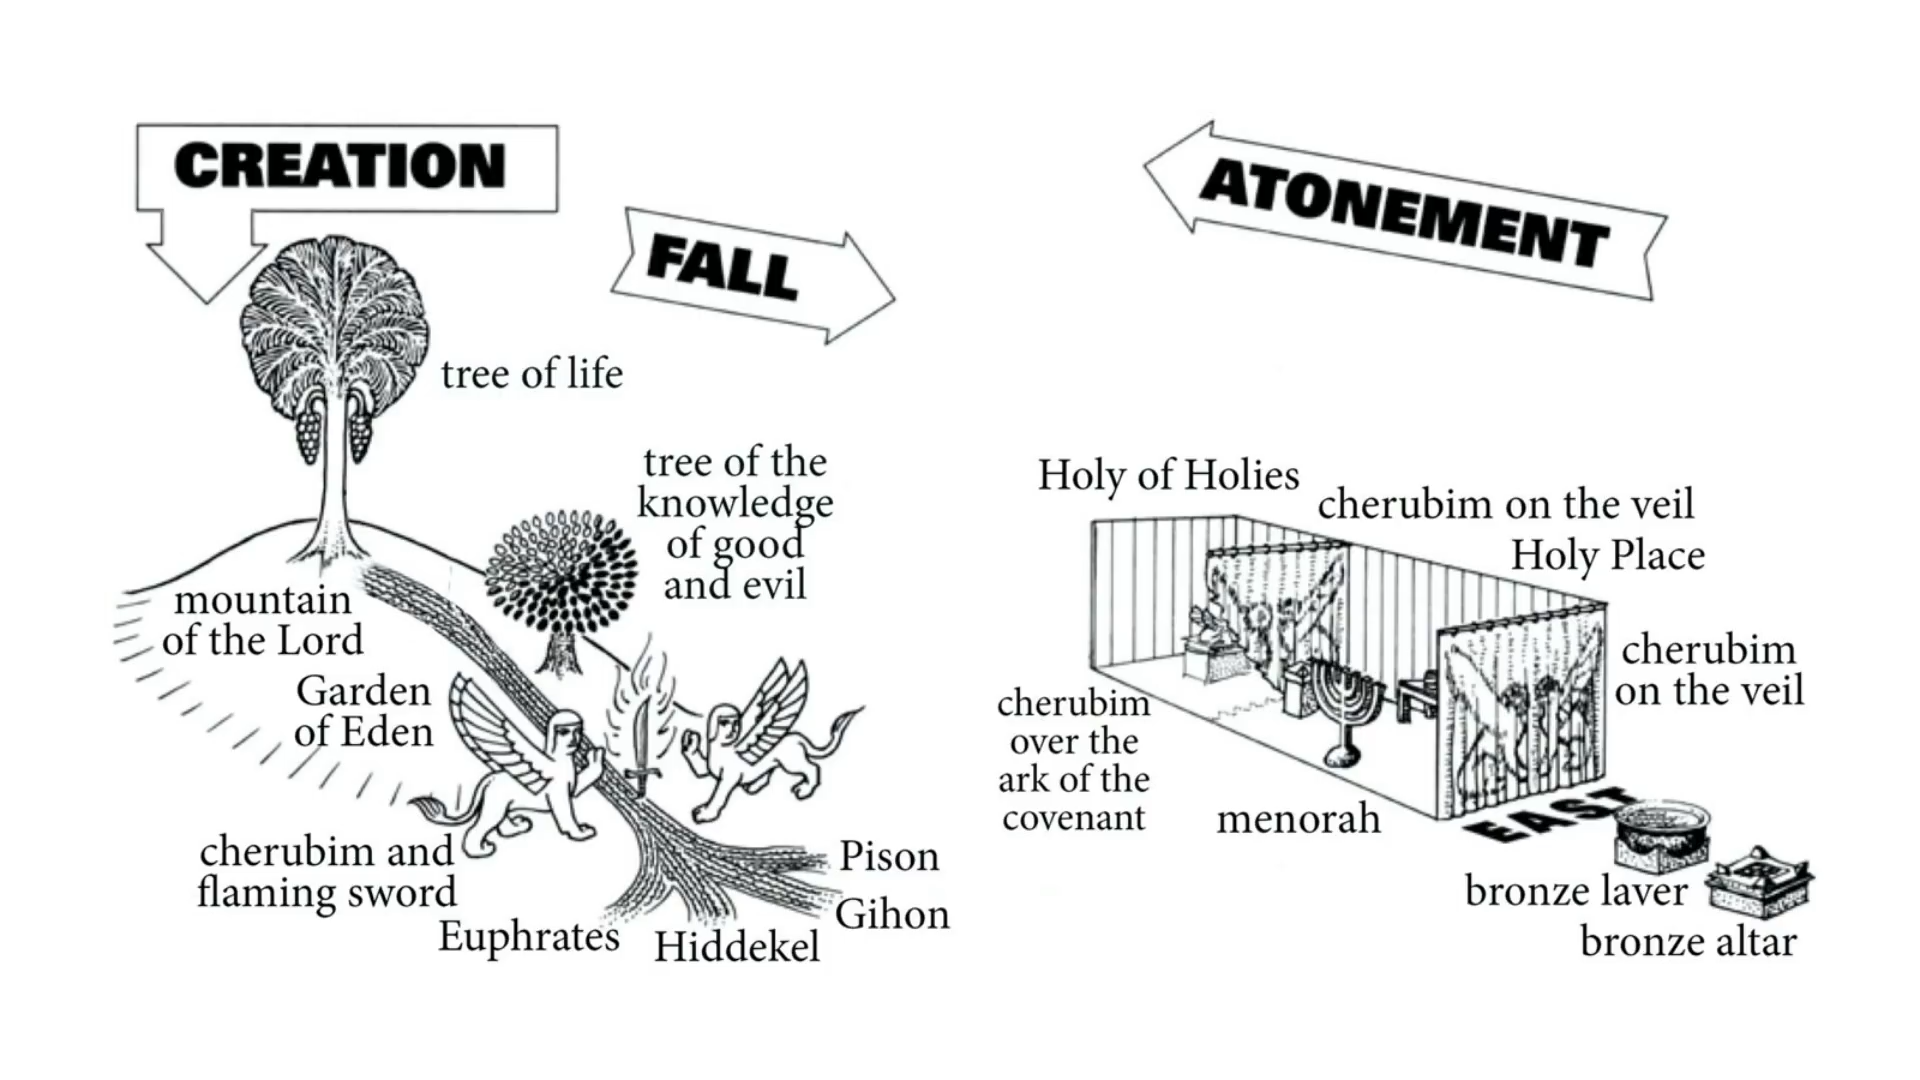 CREATION
FALL
tree of life
tree of the
knowledge
of good
and evil
mountain
of the Lord
Garden
of Eden
cherubim and
flaming sword
Euphrates
Hiddekel
Pison
Gihon
ATONEMENT
Holy of Holies
cherubim on the veil
Holy Place
cherubim
on the veil
cherubim
over the
ark of the
covenant
menorah
EAST
bronze laver
bronze altar